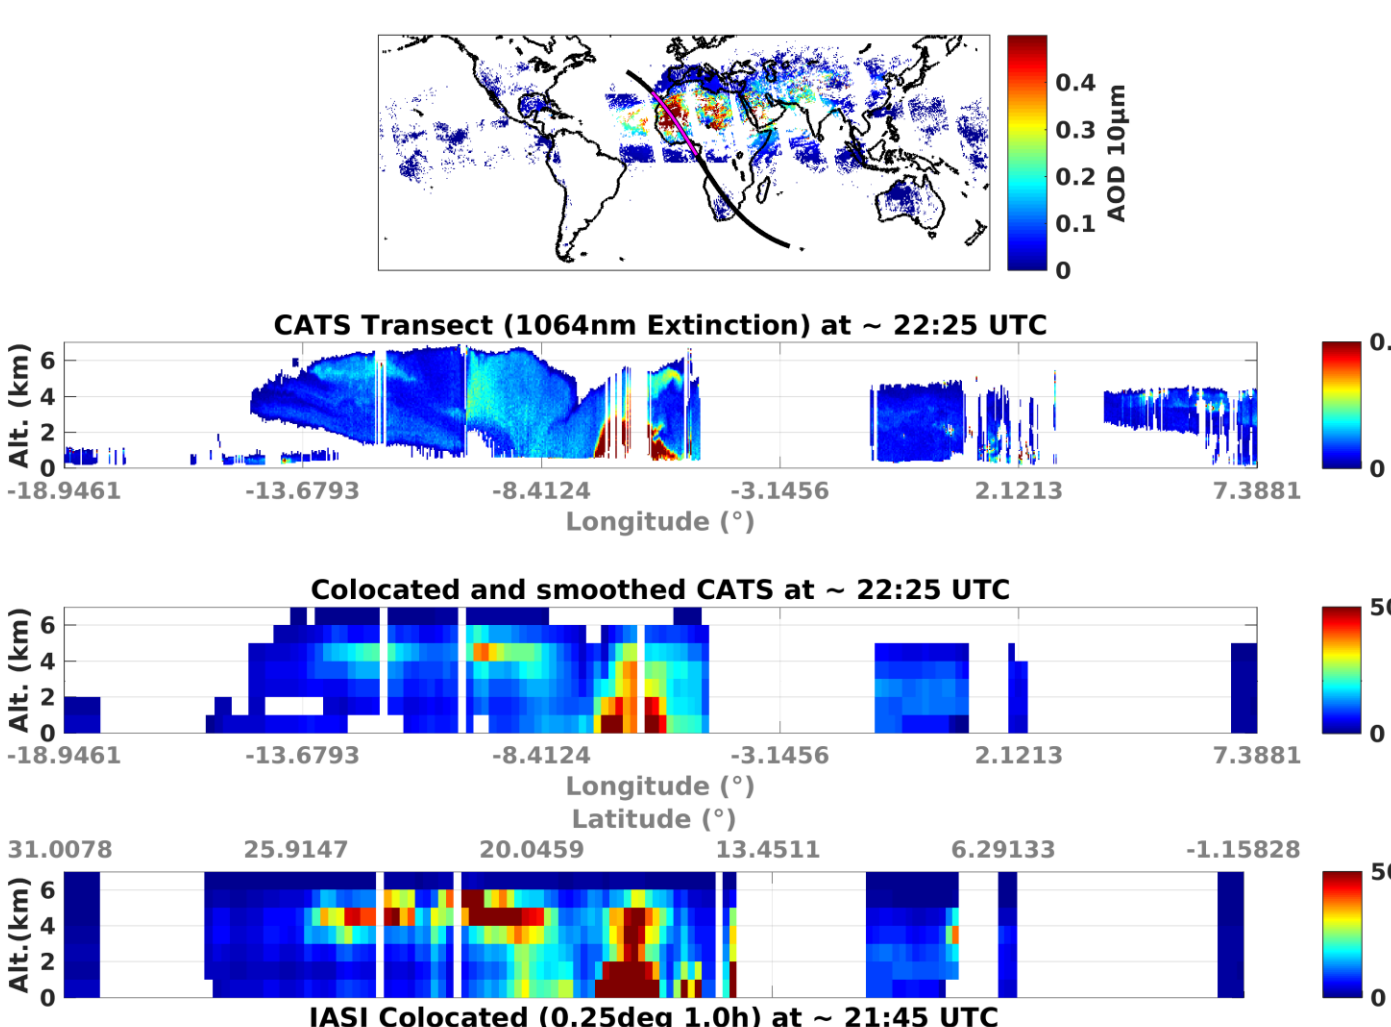 0.4
0.3
0.2
0.1
0
AOD 10µm
CATS Transect (1064nm Extinction) at ~ 22:25 UTC
Alt. (km)
6
4
2
0
-18.9461 -13.6793 -8.4124 -3.1456 2.1213 7.3881
Longitude (°)
0.
0
Colocated and smoothed CATS at ~ 22:25 UTC
Alt. (km)
6
4
2
0
-18.9461 -13.6793 -8.4124 -3.1456 2.1213 7.3881
Longitude (°)
50
0
Latitude (°)
31.0078 25.9147 20.0459 13.4511 6.29133 -1.15828
Alt.(km)
6
4
2
0
50
0
IASI Colocated (0.25deg 1.0h) at ~ 21:45 UTC